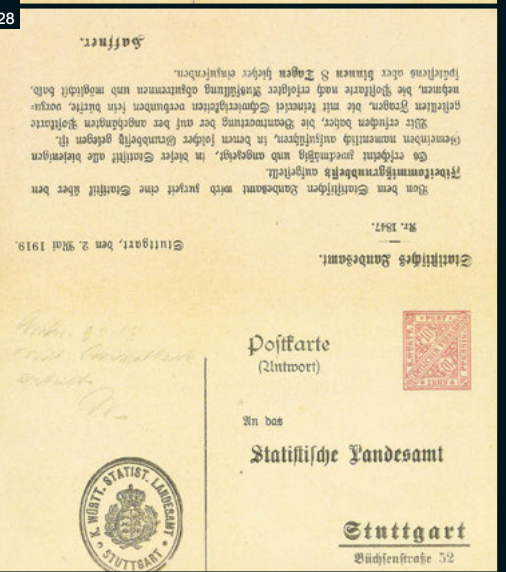 28
Statistisches Landesamt.
Nr. 1847.
Stuttgart, den 2. Mai 1919.
Von dem Statistischen Landesamt wird zurzeit eine Statistik über den
Fideikommißgrundbesitz aufgestellt.
Es erscheint zweckmäßig und angezeigt, in dieser Statistik alle diejenigen
Gemeinden namentlich aufzuführen, in denen solcher Grundbesitz gelegen ist.
Wir ersuchen daher, die Beantwortung der auf der angehängten Postkarte
gestellten Fragen, die mit keinerlei Schwierigkeiten verbunden sein dürfte, vorzu-
nehmen, die Postkarte nach erfolgter Ausfüllung abzutrennen und möglichst bald,
spätestens aber binnen 8 Tagen hieher einzusenden.
Haffner.
Postkarte
(Antwort)
POST
An das
Statistische Landesamt
Stuttgart
Büchsenstraße 52
K. WÜRTT. STATIST. LANDESAMT
STUTTGART